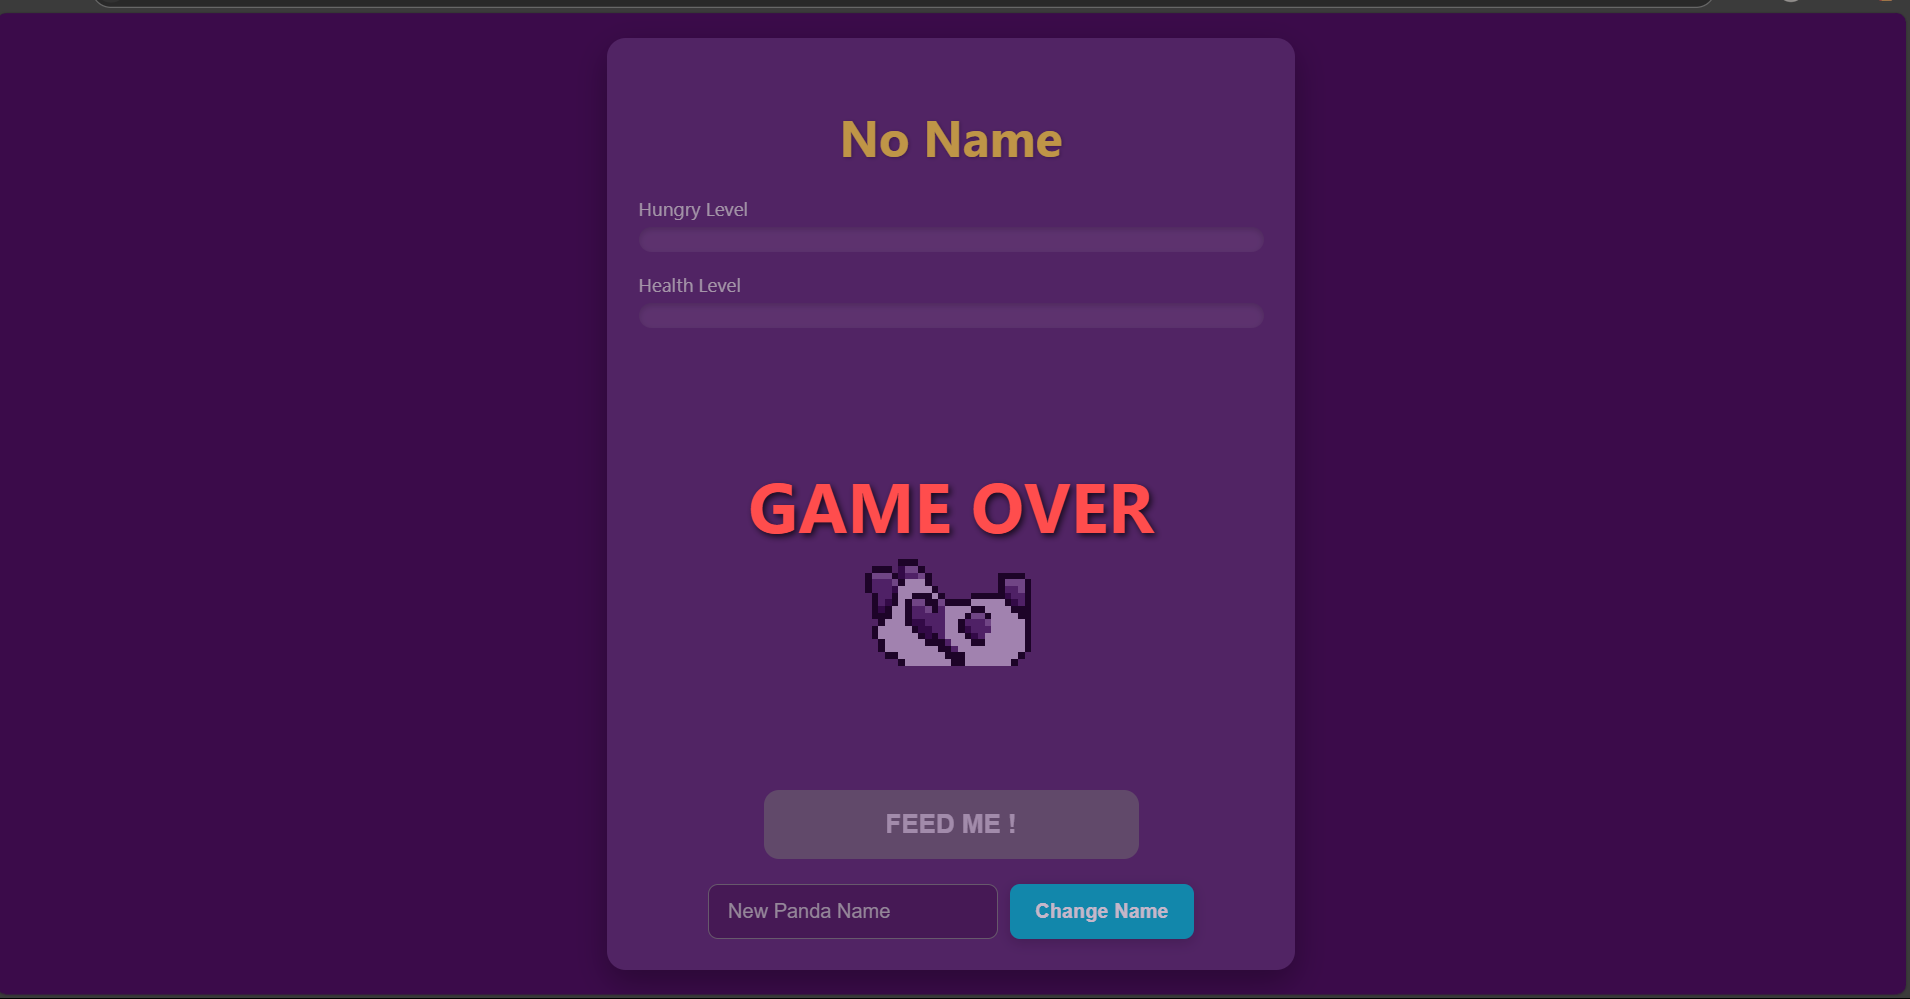 No Name
Hungry Level
Health Level
GAME OVER
FEED ME !
New Panda Name
Change Name